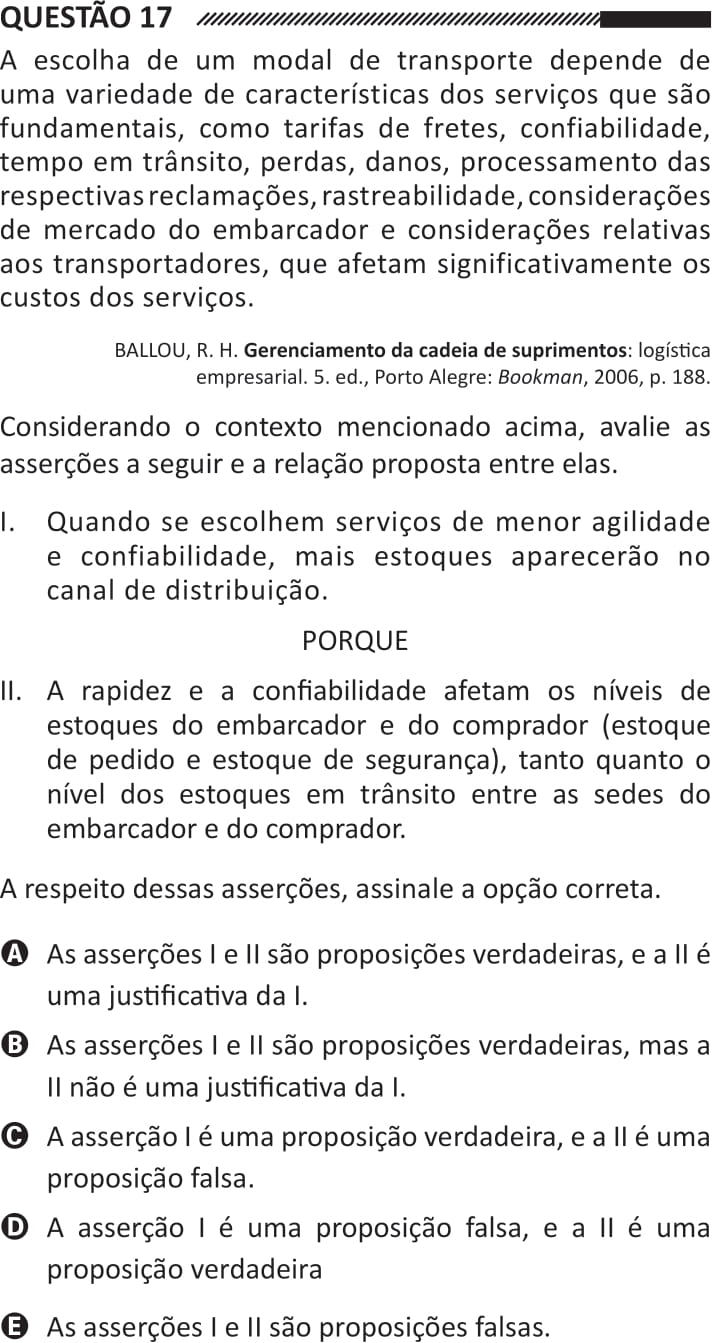 QUESTÃO 17
A escolha de um modal de transporte depende de
uma variedade de características dos serviços que são
fundamentais, como tarifas de fretes, confiabilidade,
tempo em trânsito, perdas, danos, processamento das
respectivas reclamações, rastreabilidade, considerações
de mercado do embarcador e considerações relativas
aos transportadores, que afetam significativamente os
custos dos serviços.
BALLOU, R. H. Gerenciamento da cadeia de suprimentos: logística
empresarial. 5. ed., Porto Alegre: Bookman, 2006, p. 188.
Considerando o contexto mencionado acima, avalie as
asserções a seguir e a relação proposta entre elas.
I. Quando se escolhem serviços de menor agilidade
e confiabilidade, mais estoques aparecerão no
canal de distribuição.
PORQUE
II. A rapidez e a confiabilidade afetam os níveis de
estoques do embarcador e do comprador (estoque
de pedido e estoque de segurança), tanto quanto o
nível dos estoques em trânsito entre as sedes do
embarcador e do comprador.
A respeito dessas asserções, assinale a opção correta.
A As asserções I e II são proposições verdadeiras, e a II é
uma justificativa da I.
B As asserções I e II são proposições verdadeiras, mas a
II não é uma justificativa da I.
C A asserção I é uma proposição verdadeira, e a II é uma
proposição falsa.
D A asserção I é uma proposição falsa, e a II é uma
proposição verdadeira
E As asserções I e II são proposições falsas.